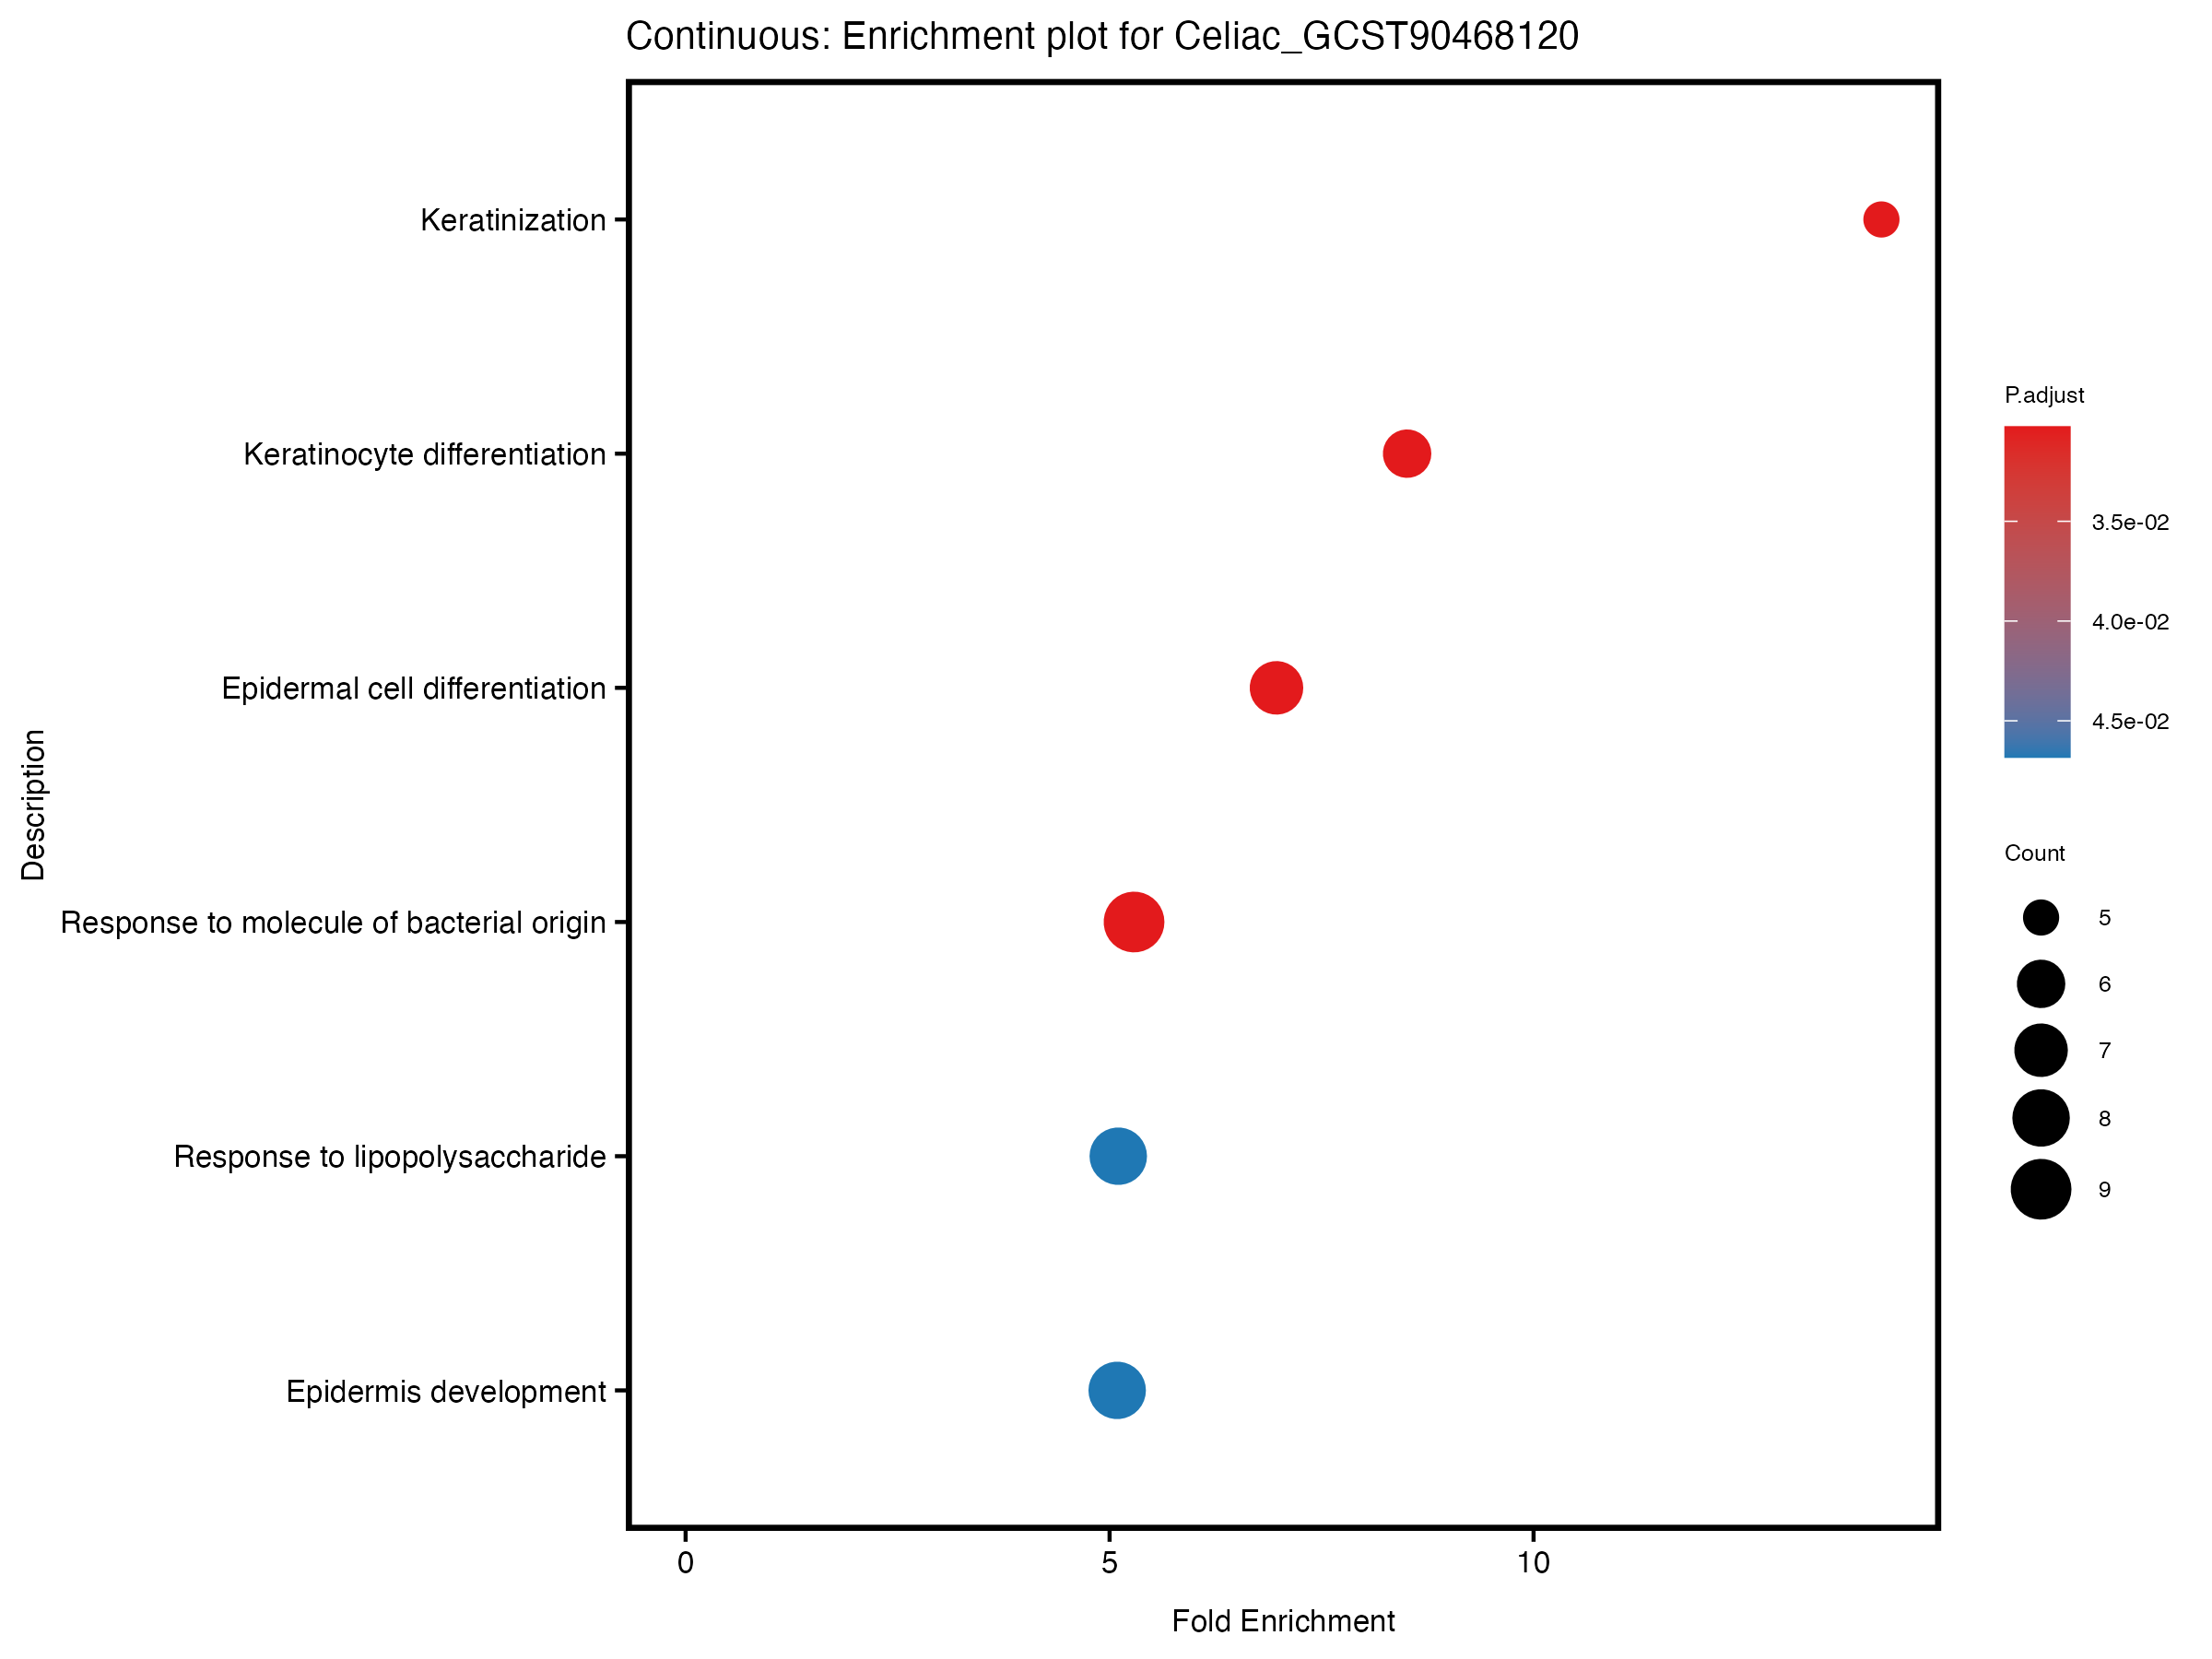 Continuous: Enrichment plot for Celiac_GCST90468120
Description
Keratinization
Keratinocyte differentiation
Epidermal cell differentiation
Response to molecule of bacterial origin
Response to lipopolysaccharide
Epidermis development
0
5
10
Fold Enrichment
P.adjust
3.5e-02
4.0e-02
4.5e-02
Count
5
6
7
8
9